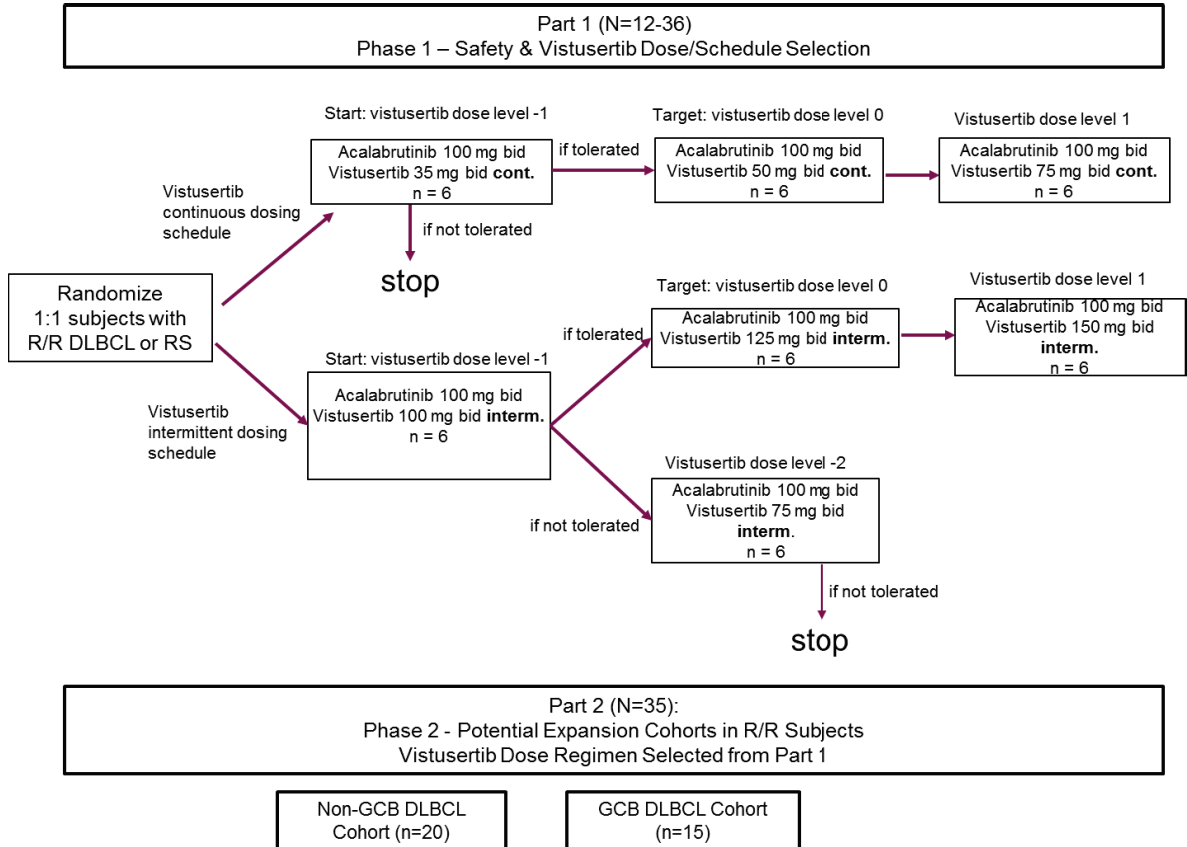 Part 1 (N=12-36)
Phase 1 – Safety & Vistusertib Dose/Schedule Selection
Start: vistusertib dose level -1
Acalabrutinib 100 mg bid
Vistusertib 35 mg bid cont.
n = 6
if tolerated
Target: vistusertib dose level 0
Acalabrutinib 100 mg bid
Vistusertib 50 mg bid cont.
n = 6
Vistusertib dose level 1
Acalabrutinib 100 mg bid
Vistusertib 75 mg bid cont.
n = 6
Vistusertib
continuous dosing
schedule
if not tolerated
stop
Randomize
1:1 subjects with
R/R DLBCL or RS
Vistusertib
intermittent dosing
schedule
Start: vistusertib dose level -1
Acalabrutinib 100 mg bid
Vistusertib 100 mg bid interm.
n = 6
if tolerated
Target: vistusertib dose level 0
Acalabrutinib 100 mg bid
Vistusertib 125 mg bid interm.
n = 6
Vistusertib dose level 1
Acalabrutinib 100 mg bid
Vistusertib 150 mg bid
interm.
n = 6
if not tolerated
Vistusertib dose level -2
Acalabrutinib 100 mg bid
Vistusertib 75 mg bid
interm.
n = 6
if not tolerated
stop
Part 2 (N=35):
Phase 2 - Potential Expansion Cohorts in R/R Subjects
Vistusertib Dose Regimen Selected from Part 1
Non-GCB DLBCL
Cohort (n=20)
GCB DLBCL Cohort
(n=15)